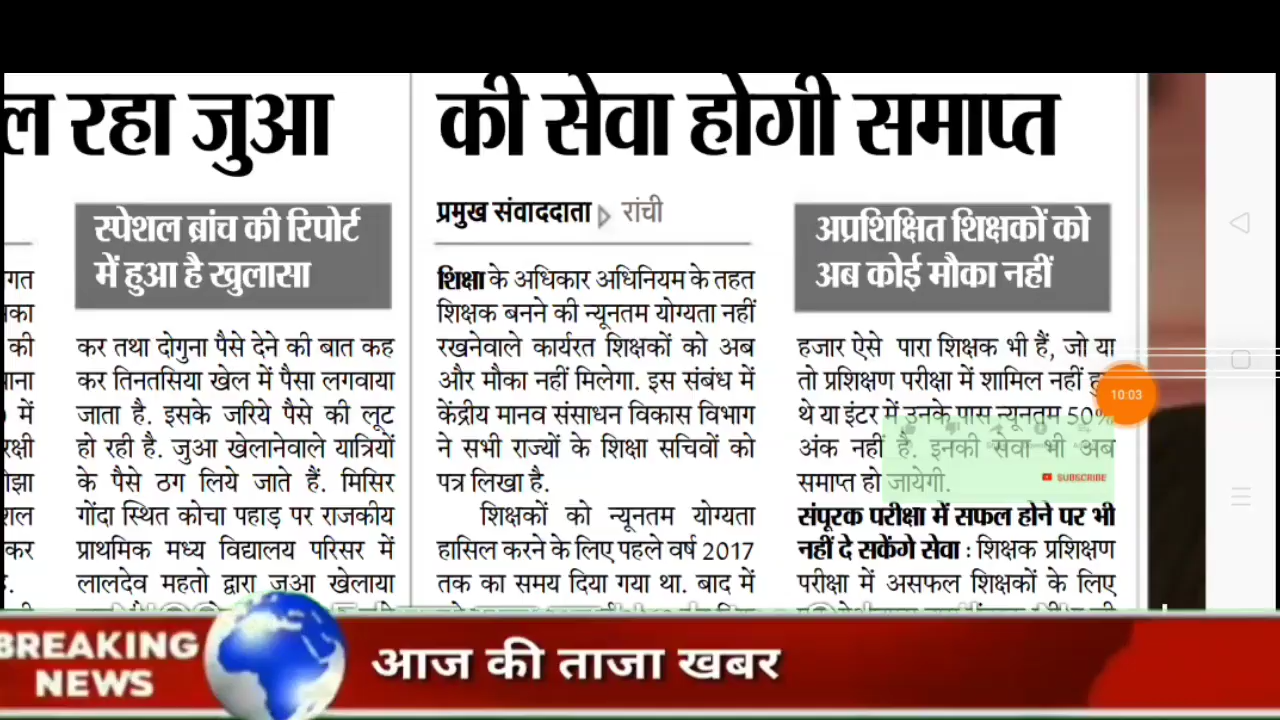 ल रहा जुआ
स्पेशल ब्रांच की रिपोर्ट
में हुआ है खुलासा
गत
की
में
शल
कर
कर तथा दोगुना पैसे देने की बात कह
कर तिनतसिया खेल में पैसा लगवाया
जाता है. इसके जरिये पैसे की लूट
हो रही है. जुआ खेलानेवाले यात्रियों
के पैसे ठग लिये जाते हैं. मिसिर
गोंदा स्थित कोचा पहाड़ पर राजकीय
प्राथमिक मध्य विद्यालय परिसर में
लालदेव महतो द्वारा जुआ खेलाया
की सेवा होगी समाप्त
प्रमुख संवाददाता रांची
शिक्षा के अधिकार अधिनियम के तहत
शिक्षक बनने की न्यूनतम योग्यता नहीं
रखनेवाले कार्यरत शिक्षकों को अब
और मौका नहीं मिलेगा. इस संबंध में
केंद्रीय मानव संसाधन विकास विभाग
ने सभी राज्यों के शिक्षा सचिवों को
पत्र लिखा है.
शिक्षकों को न्यूनतम योग्यता
हासिल करने के लिए पहले वर्ष 2017
तक का समय दिया गया था. बाद में
अप्रशिक्षित शिक्षकों को
अब कोई मौका नहीं
हजार ऐसे पारा शिक्षक भी हैं, जो या
तो प्रशिक्षण परीक्षा में शामिल नहीं
थे या इंटर में उनके पास न्यूनतम 50%
अंक नहीं है. इनकी सेवा भी अब
समाप्त हो जायेगी.
संपूरक परीक्षा में सफल होने पर भी
नहीं दे सकेंगे सेवा : शिक्षक प्रशिक्षण
परीक्षा में असफल शिक्षकों के लिए
10:03
SUBSCRIBE
BREAKING
NEWS
आज की ताजा खबर